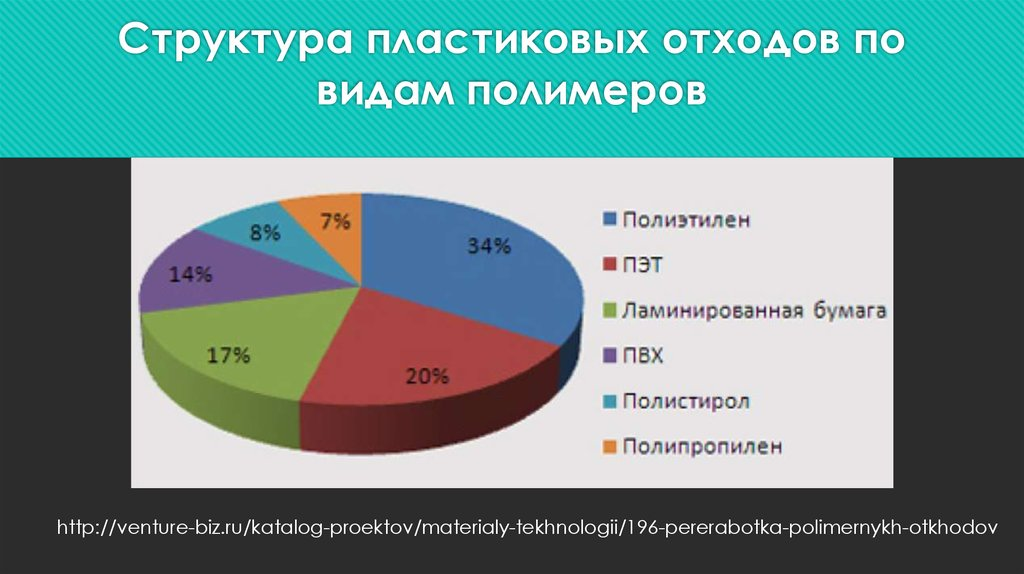 Структура пластиковых отходов по
видам полимеров
7%
8%
34%
14%
17%
20%
Полиэтилен
ПЭТ
Ламинированная бумага
ПВХ
Полистирол
Полипропилен
http://venture-biz.ru/katalog-proektov/materialy-tekhnologii/196-pererabotka-polimernykh-otkhodov